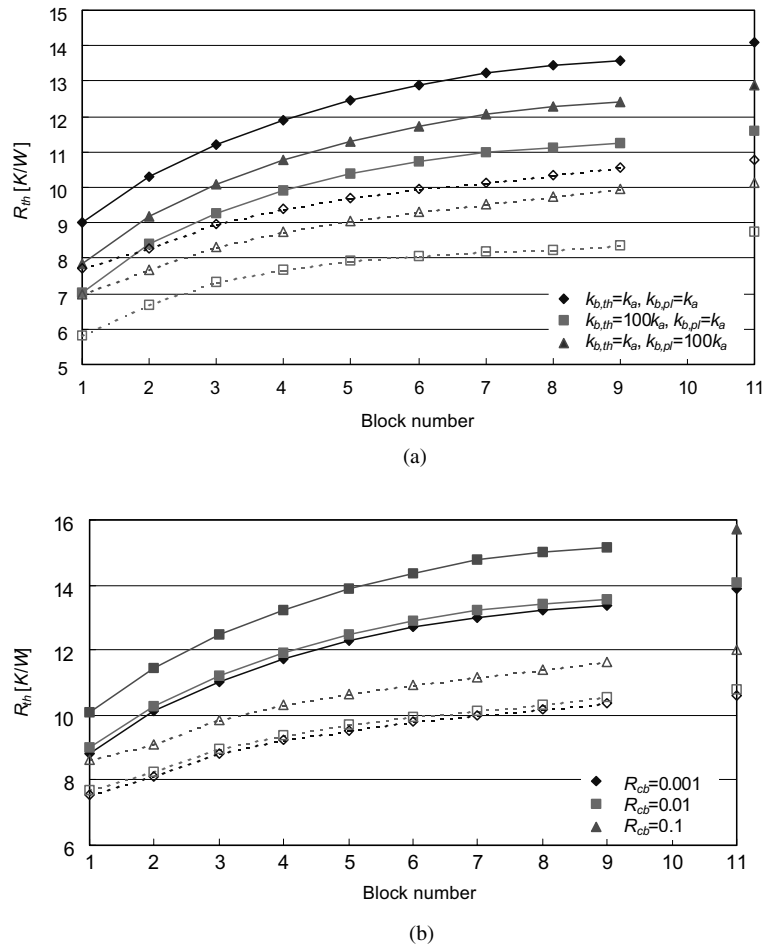 15
14
13
12
11
10
9
8
7
6
5
R_th [K/W]
k_b,th=k_a, k_b,pl=k_a
k_b,th=100k_a, k_b,pl=k_a
k_b,th=k_a, k_b,pl=100k_a
1 2 3 4 5 6 7 8 9 10 11
Block number
(a)
16
14
12
10
8
6
R_th [K/W]
R_cb=0.001
R_cb=0.01
R_cb=0.1
1 2 3 4 5 6 7 8 9 10 11
Block number
(b)